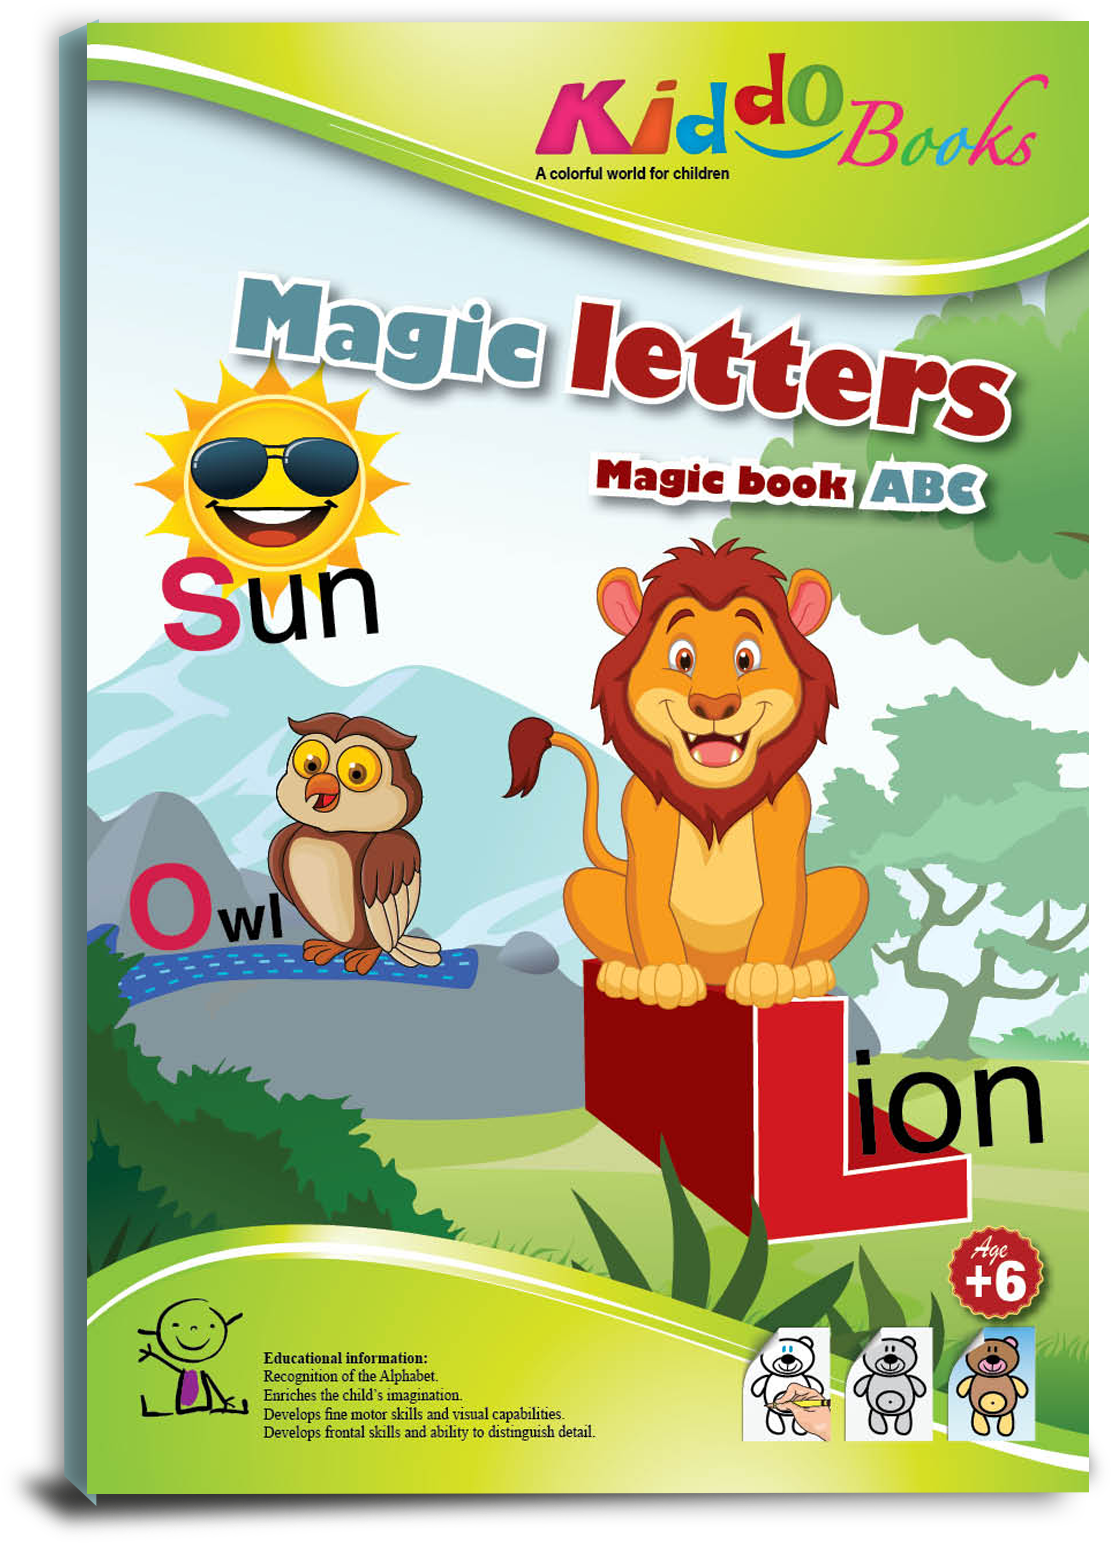 Kiddo Books
A colorful world for children
Magic letters
Magic book ABC
Sun
Owl
Lion
Age
+6
Educational information:
Recognition of the Alphabet.
Enriches the child's imagination.
Develops fine motor skills and visual capabilities.
Develops frontal skills and ability to distinguish detail.